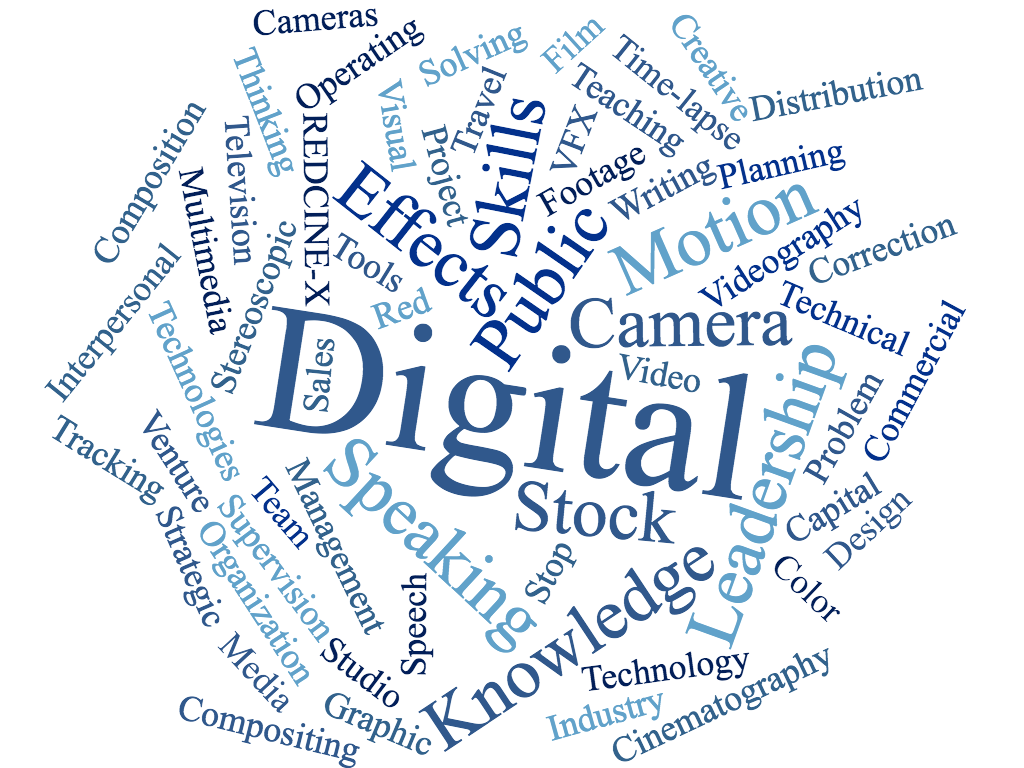 Cameras
Operating
Solving
Film
Creative
Time-lapse
Distribution
Thinking
REDCINE-X
Visual
Travel
Project
Skills
VFX
Teaching
Footage
Writing
Planning
Composition
Television
Multimedia
Effects
Public
Motion
Videography
Correction
Stereoscopic
Tools
Red
Camera
Technical
Interpersonal
Technologies
Sales
Digital
Video
Leadership
Problem
Commercial
Tracking
Venture
Team
Management
Speaking
Stock
Capital
Design
Strategic
Supervision
Organization
Speech
Stop
Knowledge
Color
Media
Studio
Technology
Compositing
Graphic
Industry
Cinematography